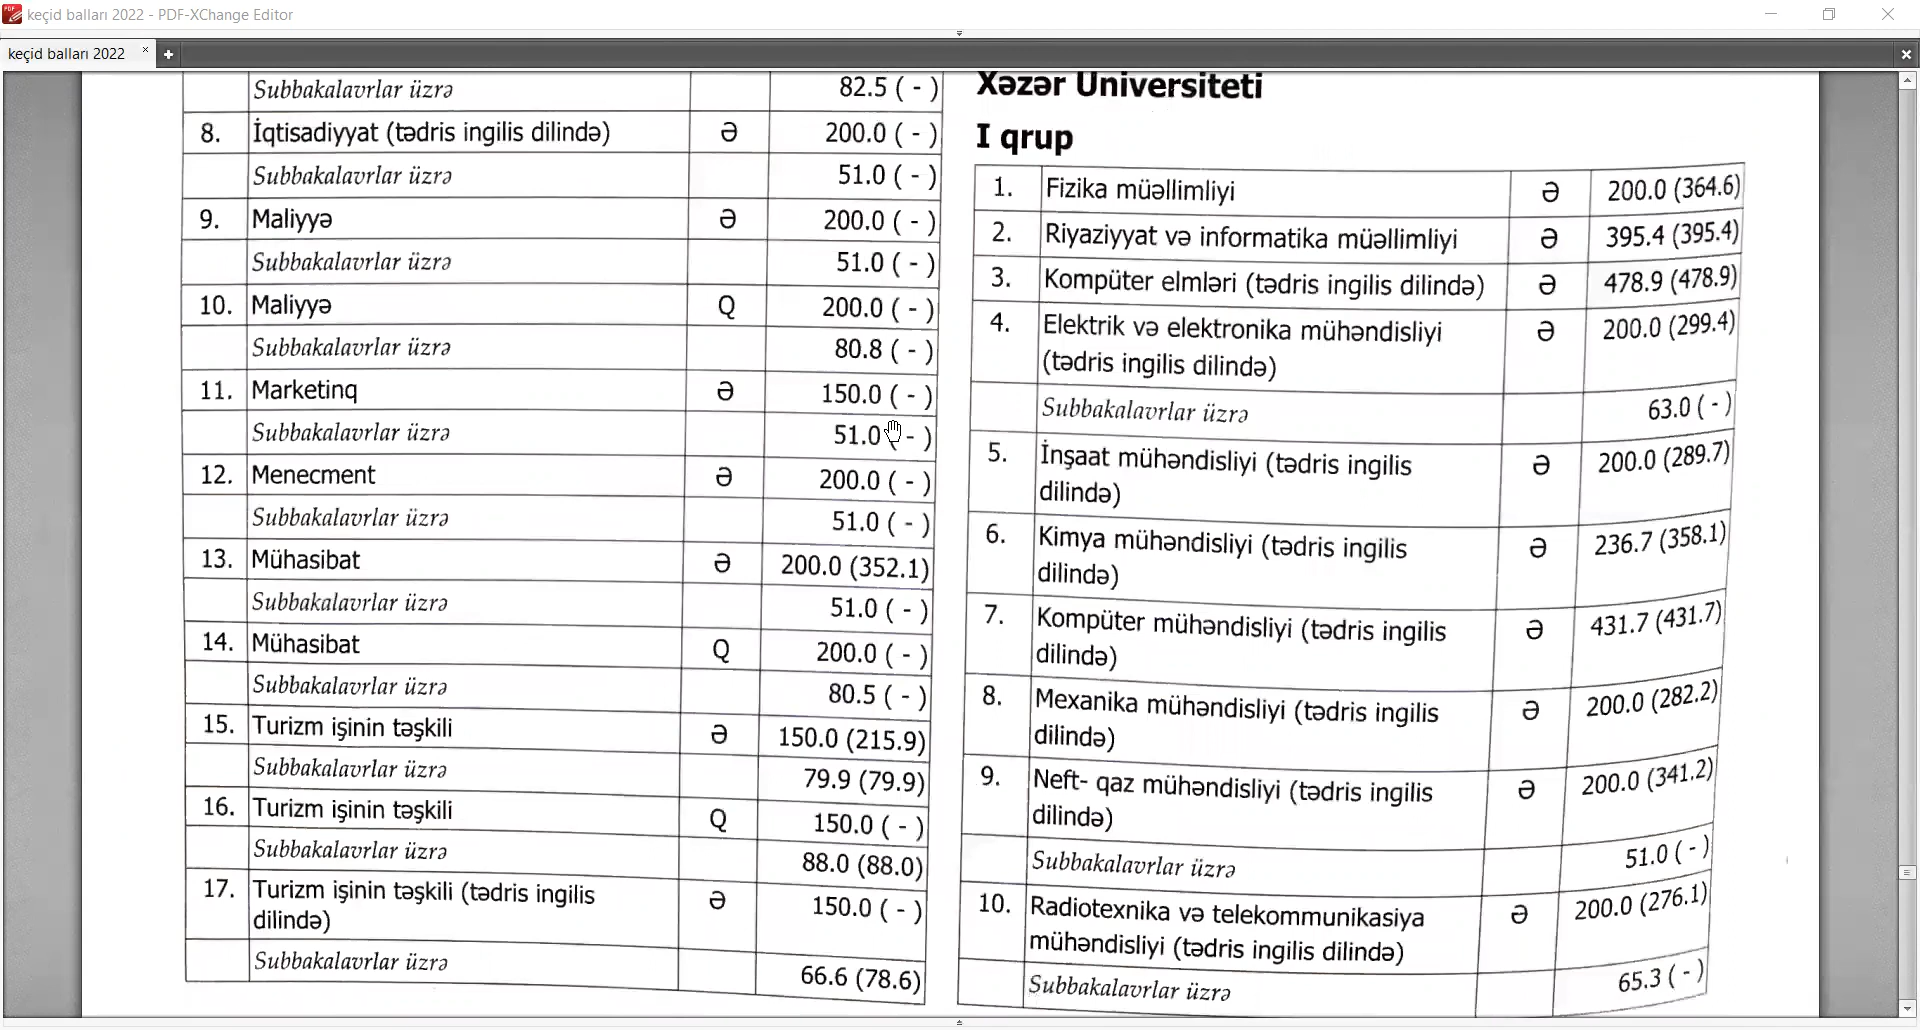 keçid balları 2022 - PDF-XChange Editor
keçid balları 2022
Subbakalavrlar üzrə 82.5 ( - )
8. İqtisadiyyat (tədris ingilis dilində) Ə 200.0 ( - )
Subbakalavrlar üzrə 51.0 ( - )
9. Maliyyə Ə 200.0 ( - )
Subbakalavrlar üzrə 51.0 ( - )
10. Maliyyə Q 200.0 ( - )
Subbakalavrlar üzrə 80.8 ( - )
11. Marketinq Ə 150.0 ( - )
Subbakalavrlar üzrə 51.0 ( - )
12. Menecment Ə 200.0 ( - )
Subbakalavrlar üzrə 51.0 ( - )
13. Mühasibat Ə 200.0 (352.1)
Subbakalavrlar üzrə 51.0 ( - )
14. Mühasibat Q 200.0 ( - )
Subbakalavrlar üzrə 80.5 ( - )
15. Turizm işinin təşkili Ə 150.0 (215.9)
Subbakalavrlar üzrə 79.9 (79.9)
16. Turizm işinin təşkili Q 150.0 ( - )
Subbakalavrlar üzrə 88.0 (88.0)
17. Turizm işinin təşkili (tədris ingilis Ə 150.0 ( - )
dilində)
Subbakalavrlar üzrə 66.6 (78.6)
Xəzər Universiteti
I qrup
1. Fizika müəllimliyi Ə 200.0 (364.6)
2. Riyaziyyat və informatika müəllimliyi Ə 395.4 (395.4)
3. Kompüter elmləri (tədris ingilis dilində) Ə 478.9 (478.9)
4. Elektrik və elektronika mühəndisliyi Ə 200.0 (299.4)
(tədris ingilis dilində)
Subbakalavrlar üzrə 63.0 ( - )
5. İnşaat mühəndisliyi (tədris ingilis Ə 200.0 (289.7)
dilində)
6. Kimya mühəndisliyi (tədris ingilis Ə 236.7 (358.1)
dilində)
7. Kompüter mühəndisliyi (tədris ingilis Ə 431.7 (431.7)
dilində)
8. Mexanika mühəndisliyi (tədris ingilis Ə 200.0 (282.2)
dilində)
9. Neft- qaz mühəndisliyi (tədris ingilis Ə 200.0 (341.2)
dilində)
Subbakalavrlar üzrə 51.0 ( - )
10. Radiotexnika və telekommunikasiya Ə 200.0 (276.1)
mühəndisliyi (tədris ingilis dilində)
Subbakalavrlar üzrə 65.3 ( - )